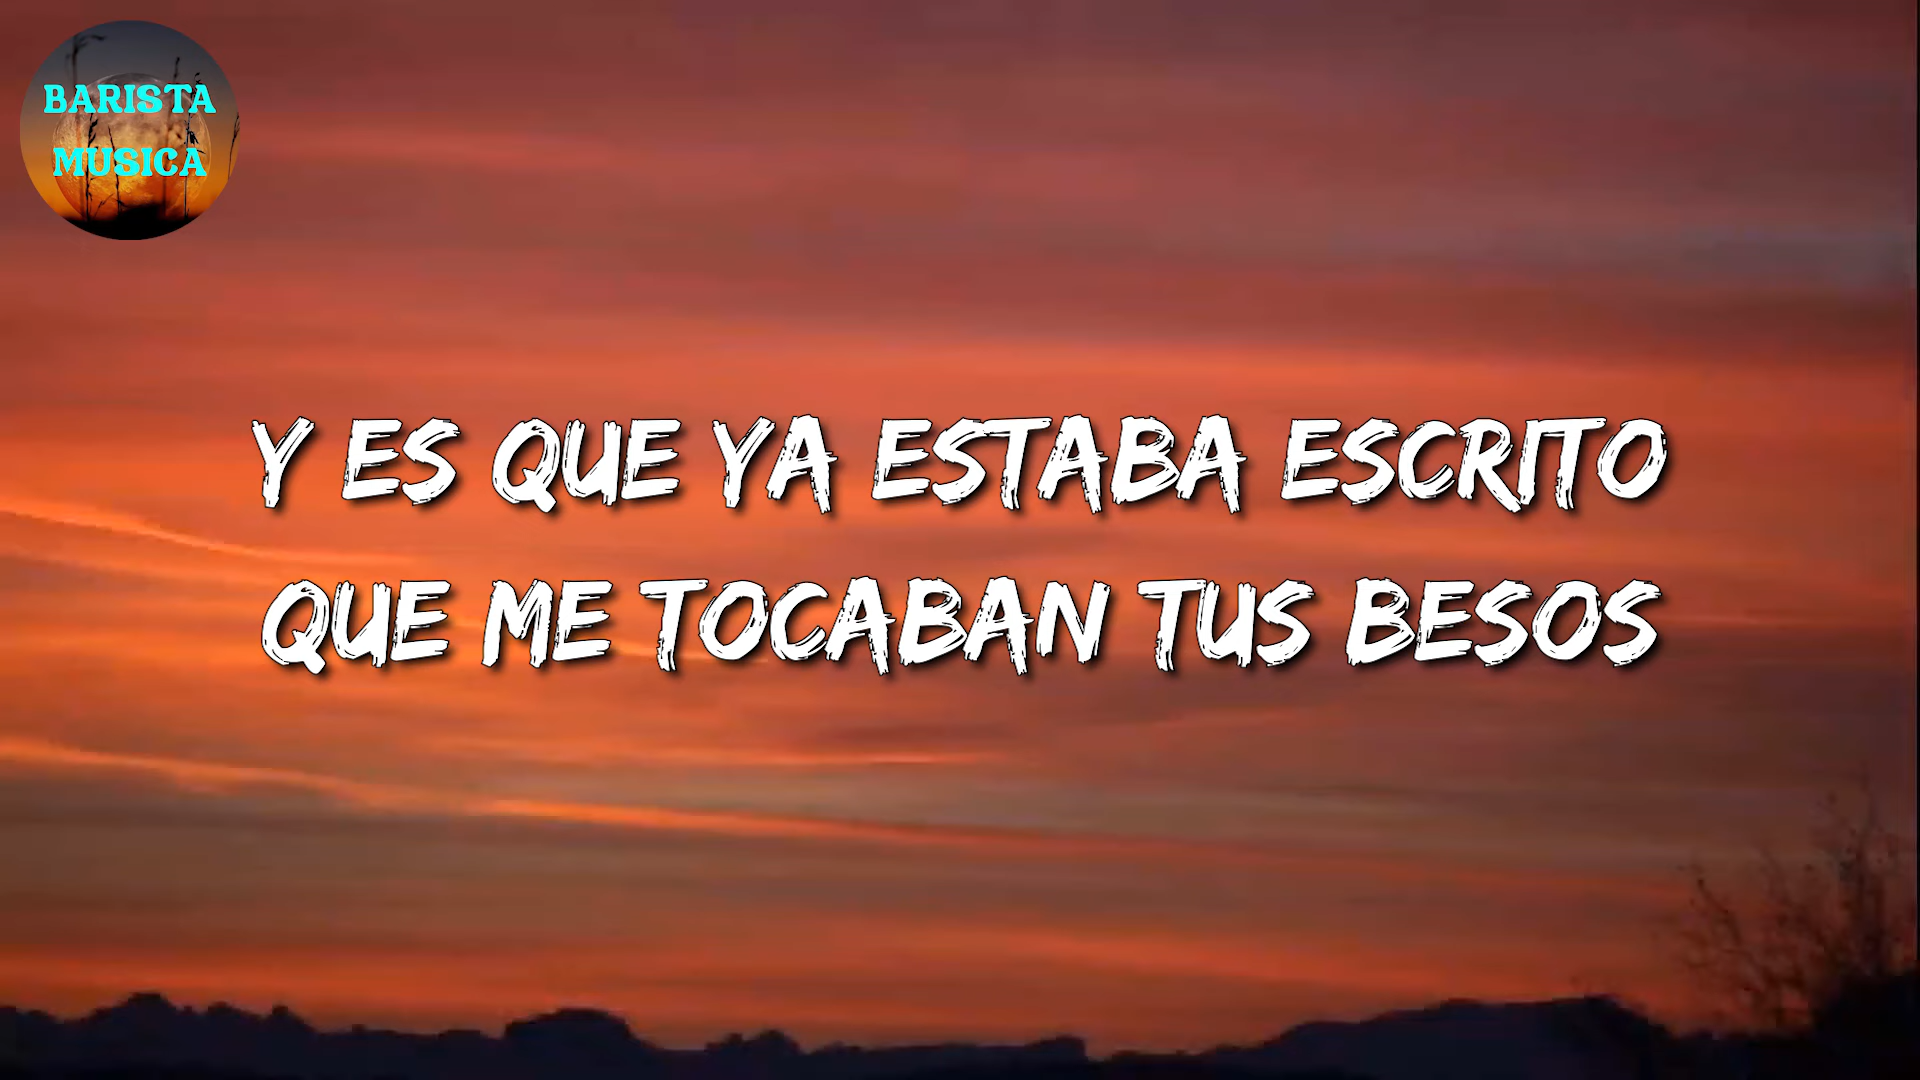 BARISTA
MUSICA
Y ES QUE YA ESTABA ESCRITO
QUE ME TOCABAN TUS BESOS